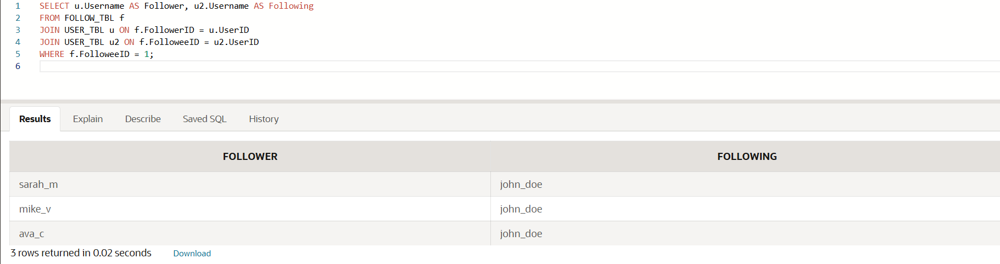 1 SELECT u.Username AS Follower, u2.Username AS Following
2 FROM FOLLOW_TBL f
3 JOIN USER_TBL u ON f.FollowerID = u.UserID
4 JOIN USER_TBL u2 ON f.FolloweeID = u2.UserID
5 WHERE f.FolloweeID = 1;
6
Results Explain Describe Saved SQL History
FOLLOWER FOLLOWING
sarah_m john_doe
mike_v john_doe
ava_c john_doe
3 rows returned in 0.02 seconds Download